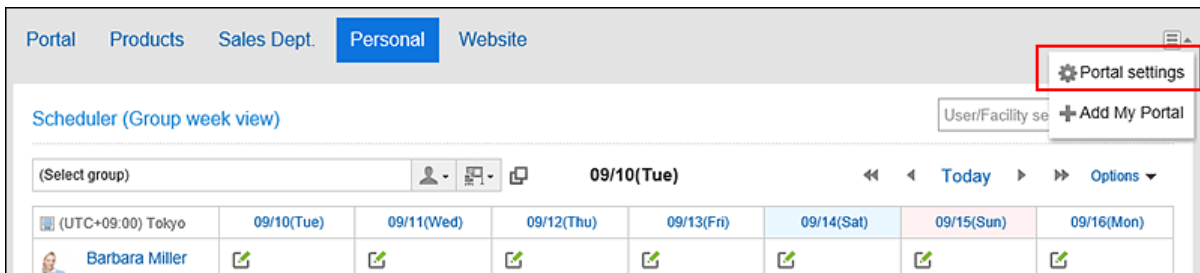 Portal Products Sales Dept. Personal Website
Portal settings
Add My Portal
Scheduler (Group week view)
User/Facility se
(Select group) 09/10(Tue) Today Options
(UTC+09:00) Tokyo 09/10(Tue) 09/11(Wed) 09/12(Thu) 09/13(Fri) 09/14(Sat) 09/15(Sun) 09/16(Mon)
Barbara Miller